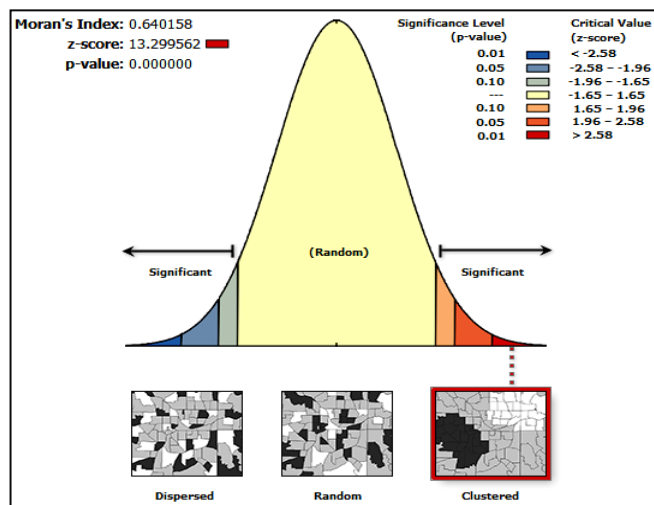 Moran's Index: 0.640158
z-score: 13.299562
p-value: 0.000000
Significance Level
(p-value)
Critical Value
(z-score)
0.01 < -2.58
0.05 -2.58 – -1.96
0.10 -1.96 – -1.65
--- -1.65 – 1.65
0.10 1.65 – 1.96
0.05 1.96 – 2.58
0.01 > 2.58
(Random)
Significant Significant
Dispersed Random Clustered